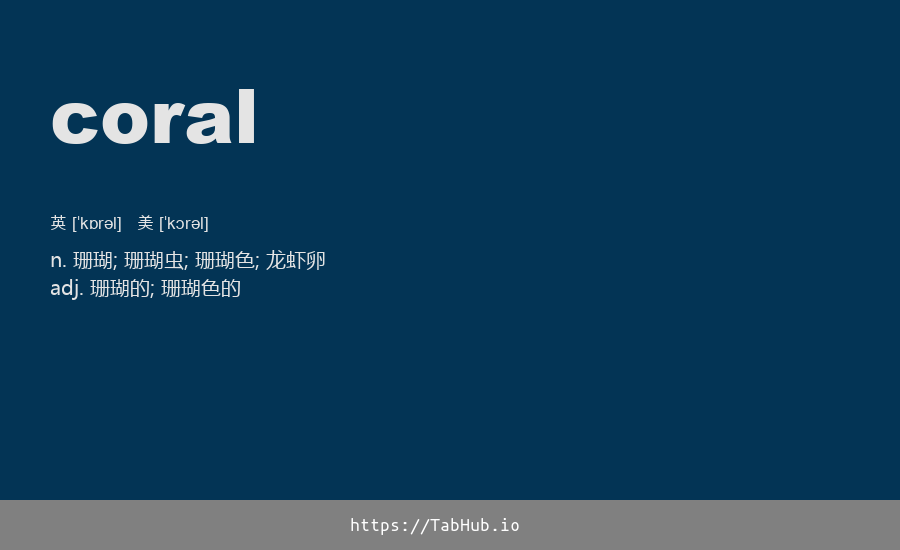 coral
英 [ˈkɒrəl] 美 [ˈkɔrəl]
n. 珊瑚; 珊瑚虫; 珊瑚色; 龙虾卵
adj. 珊瑚的; 珊瑚色的
https://TabHub.io